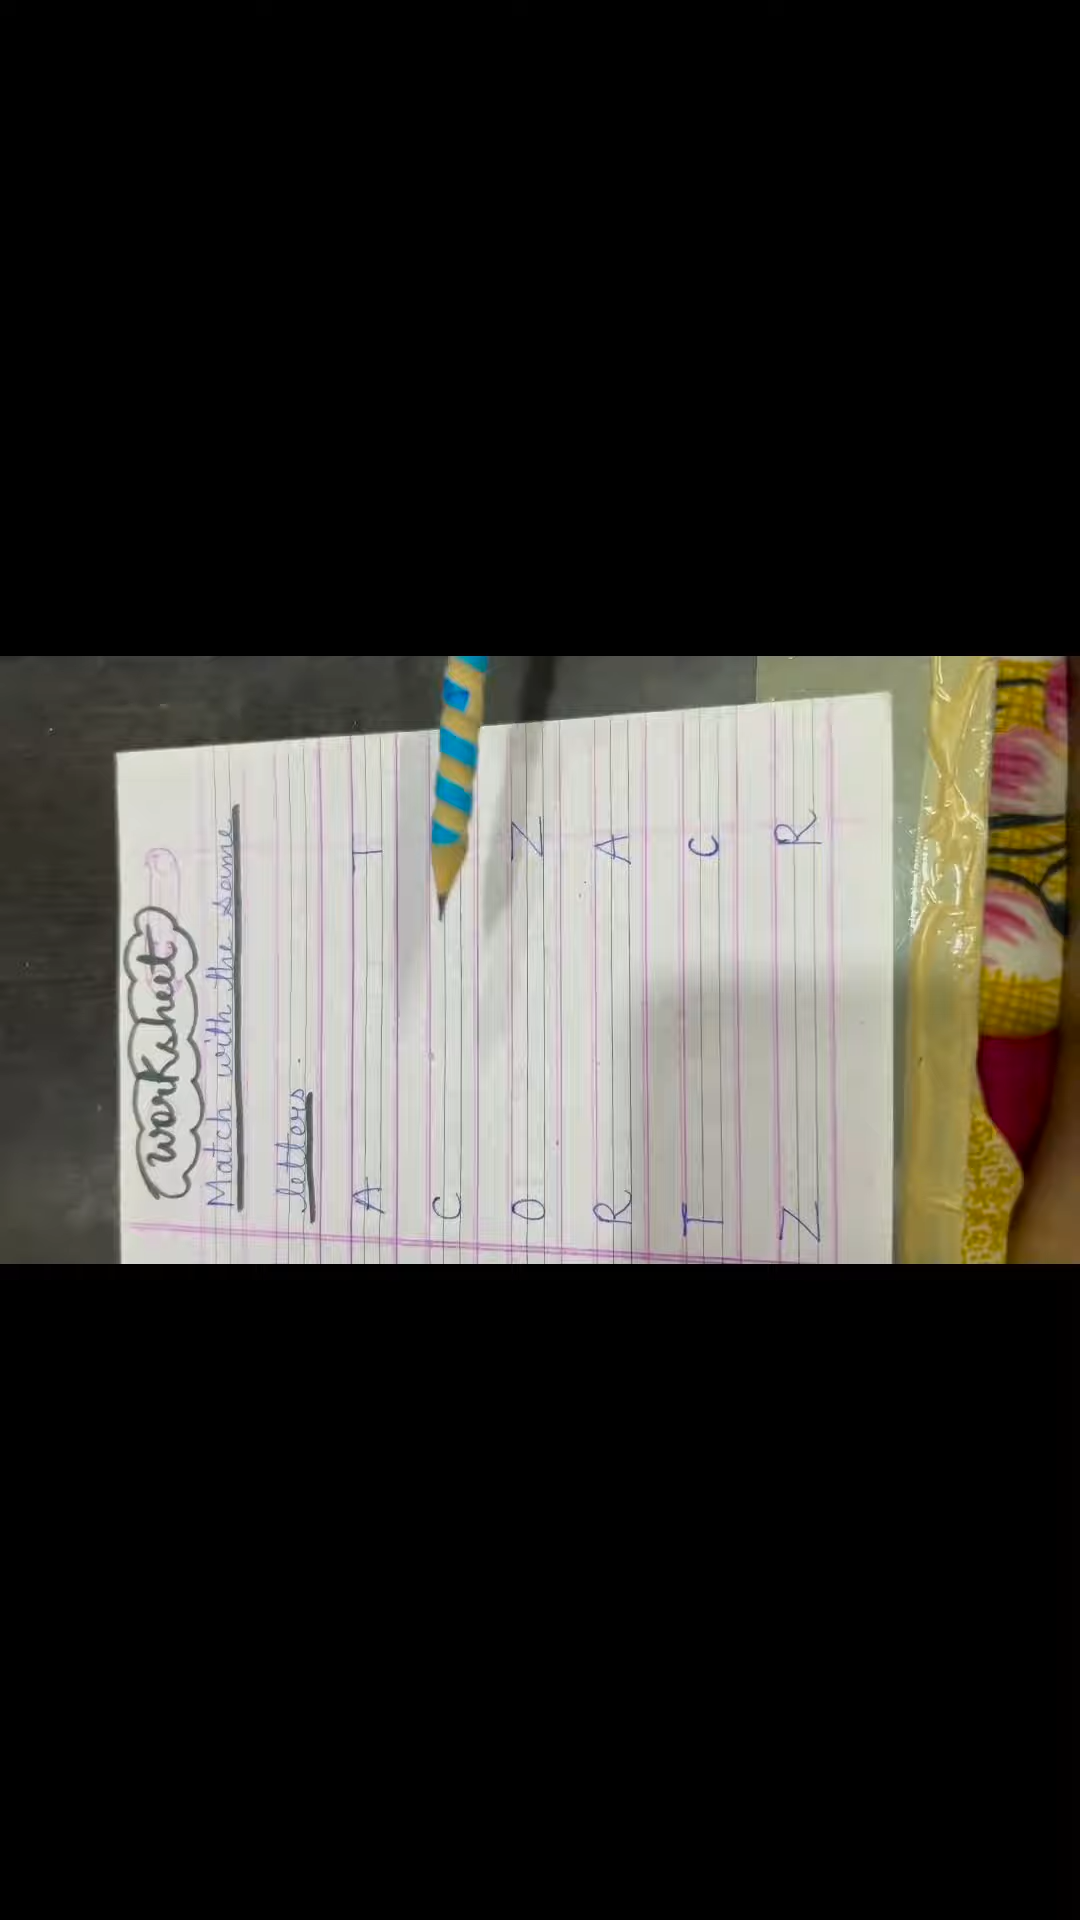 Worksheet
Match with the same
letters.
A T
C
O Z
R A
T C
Z R